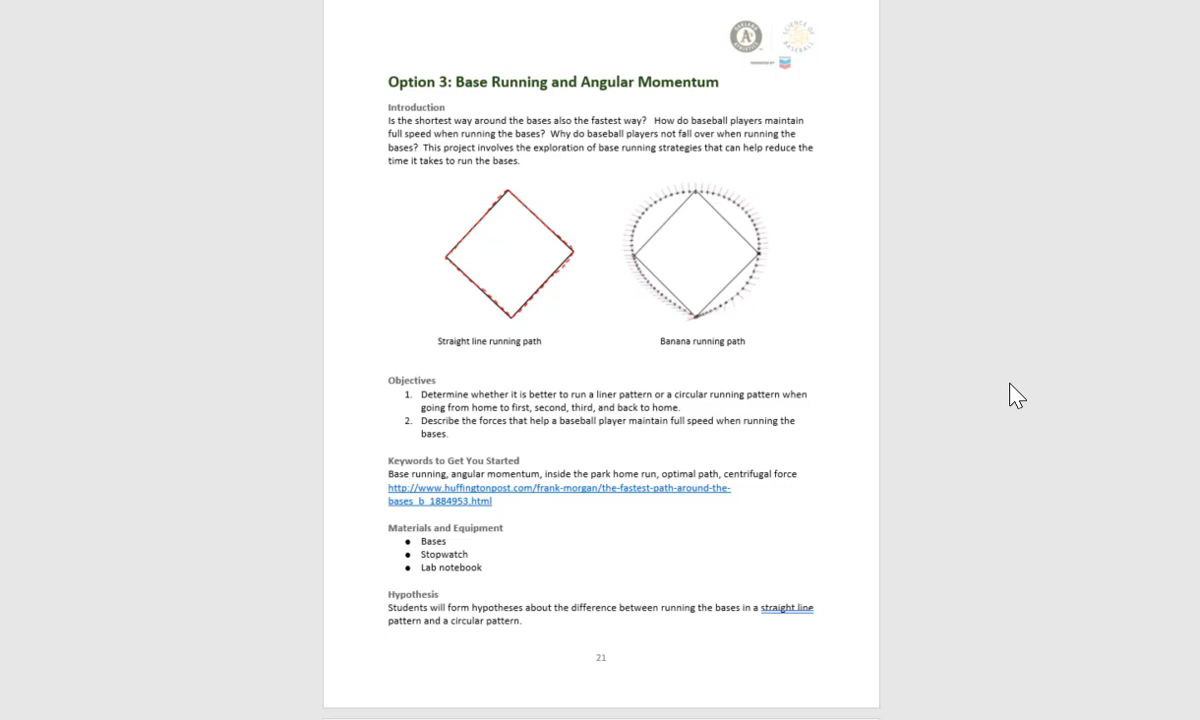 SCIENCE OF
BASEBALL
A's
Option 3: Base Running and Angular Momentum
Introduction
Is the shortest way around the bases also the fastest way? How do baseball players maintain
full speed when running the bases? Why do baseball players not fall over when running the
bases? This project involves the exploration of base running strategies that can help reduce the
time it takes to run the bases.
Straight line running path
Banana running path
Objectives
1. Determine whether it is better to run a liner pattern or a circular running pattern when
going from home to first, second, third, and back to home.
2. Describe the forces that help a baseball player maintain full speed when running the
bases.
Keywords to Get You Started
Base running, angular momentum, inside the park home run, optimal path, centrifugal force
http://www.huffingtonpost.com/frank-morgan/the-fastest-path-around-the-
bases_b_1884953.html
Materials and Equipment
● Bases
● Stopwatch
● Lab notebook
Hypothesis
Students will form hypotheses about the difference between running the bases in a straight line
pattern and a circular pattern.
21